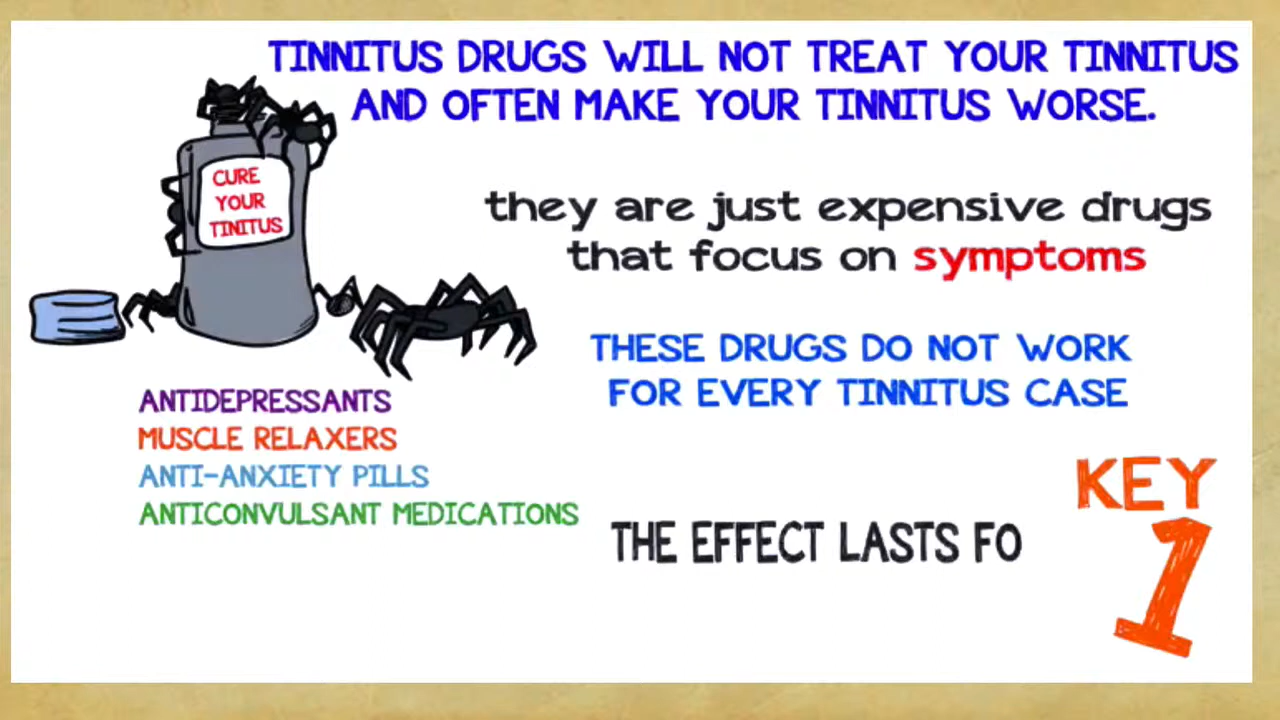 TINNITUS DRUGS WILL NOT TREAT YOUR TINNITUS
AND OFTEN MAKE YOUR TINNITUS WORSE.
CURE
YOUR
TINITUS
they are just expensive drugs
that focus on symptoms
THESE DRUGS DO NOT WORK
FOR EVERY TINNITUS CASE
ANTIDEPRESSANTS
MUSCLE RELAXERS
ANTI-ANXIETY PILLS
ANTICONVULSANT MEDICATIONS
THE EFFECT LASTS FO
KEY
1